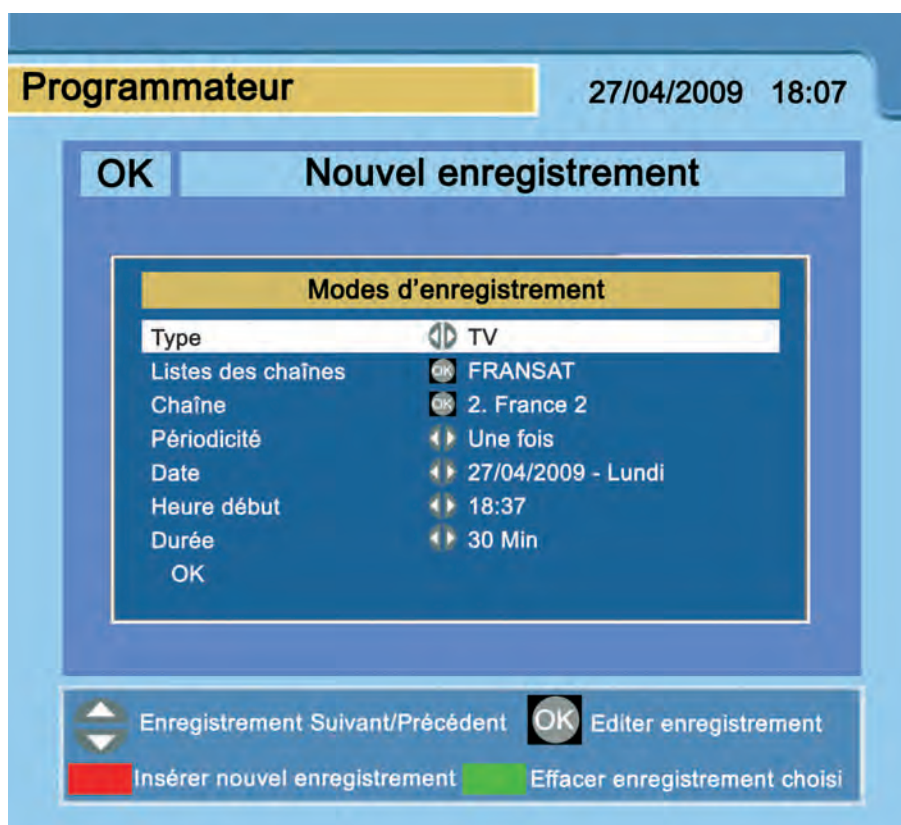 Programmateur 27/04/2009 18:07
OK Nouvel enregistrement
Modes d'enregistrement
Type TV
Listes des chaînes OK FRANSAT
Chaîne OK 2. France 2
Périodicité Une fois
Date 27/04/2009 - Lundi
Heure début 18:37
Durée 30 Min
OK
Enregistrement Suivant/Précédent OK Editer enregistrement
Insérer nouvel enregistrement Effacer enregistrement choisi